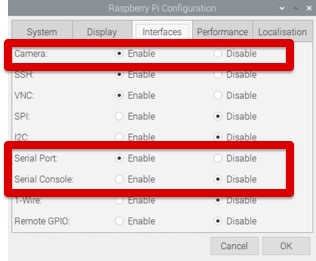 Raspberry Pi Configuration
System Display Interfaces Performance Localisation
Camera: Enable Disable
SSH: Enable Disable
VNC: Enable Disable
SPI: Enable Disable
I2C: Enable Disable
Serial Port: Enable Disable
Serial Console: Enable Disable
1-Wire: Enable Disable
Remote GPIO: Enable Disable
Cancel OK